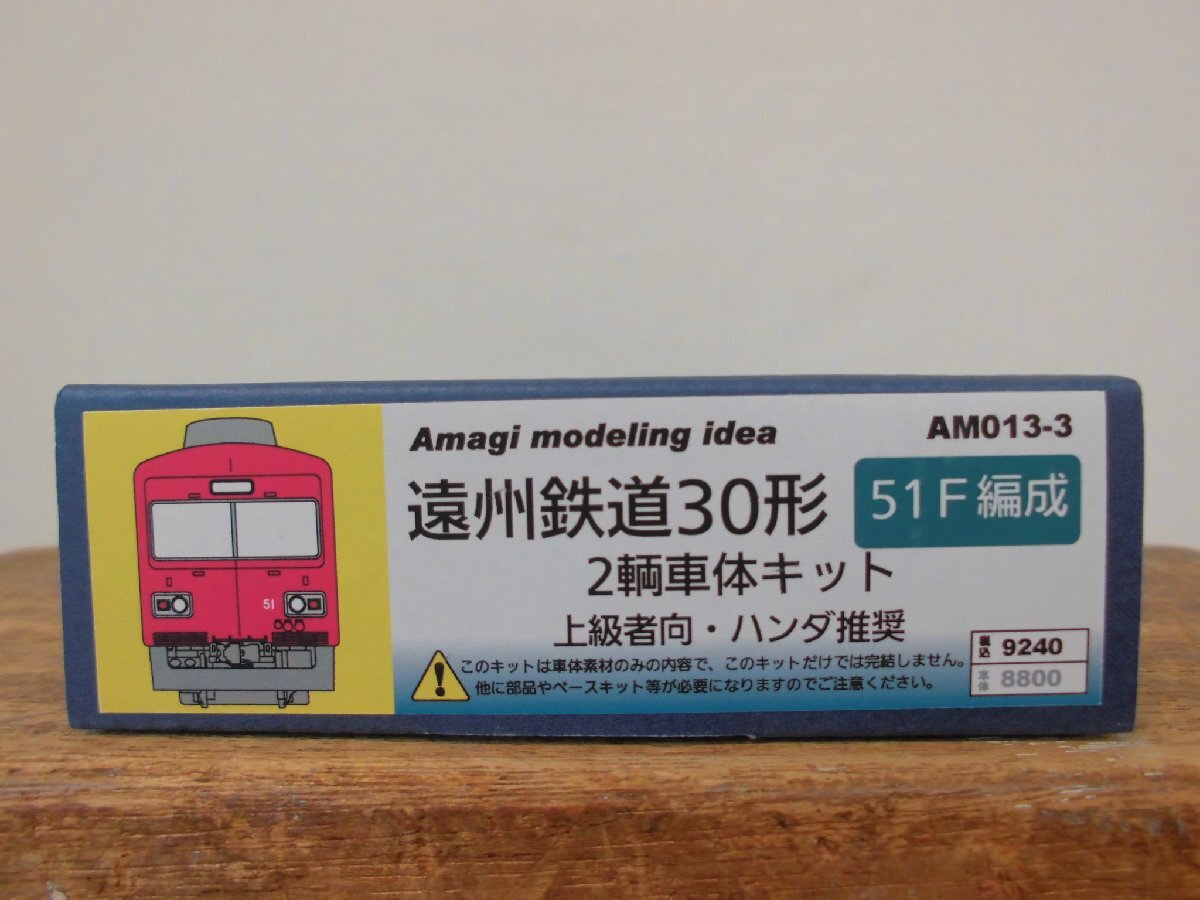 Amagi modeling idea
AM013-3
遠州鉄道30形
51F編成
2輌車体キット
上級者向・ハンダ推奨
このキットは車体素材のみの内容で、このキットだけでは完結しません。
他に部品やベースキット等が必要になりますのでご注意ください。
税込 9240
本体 8800
51